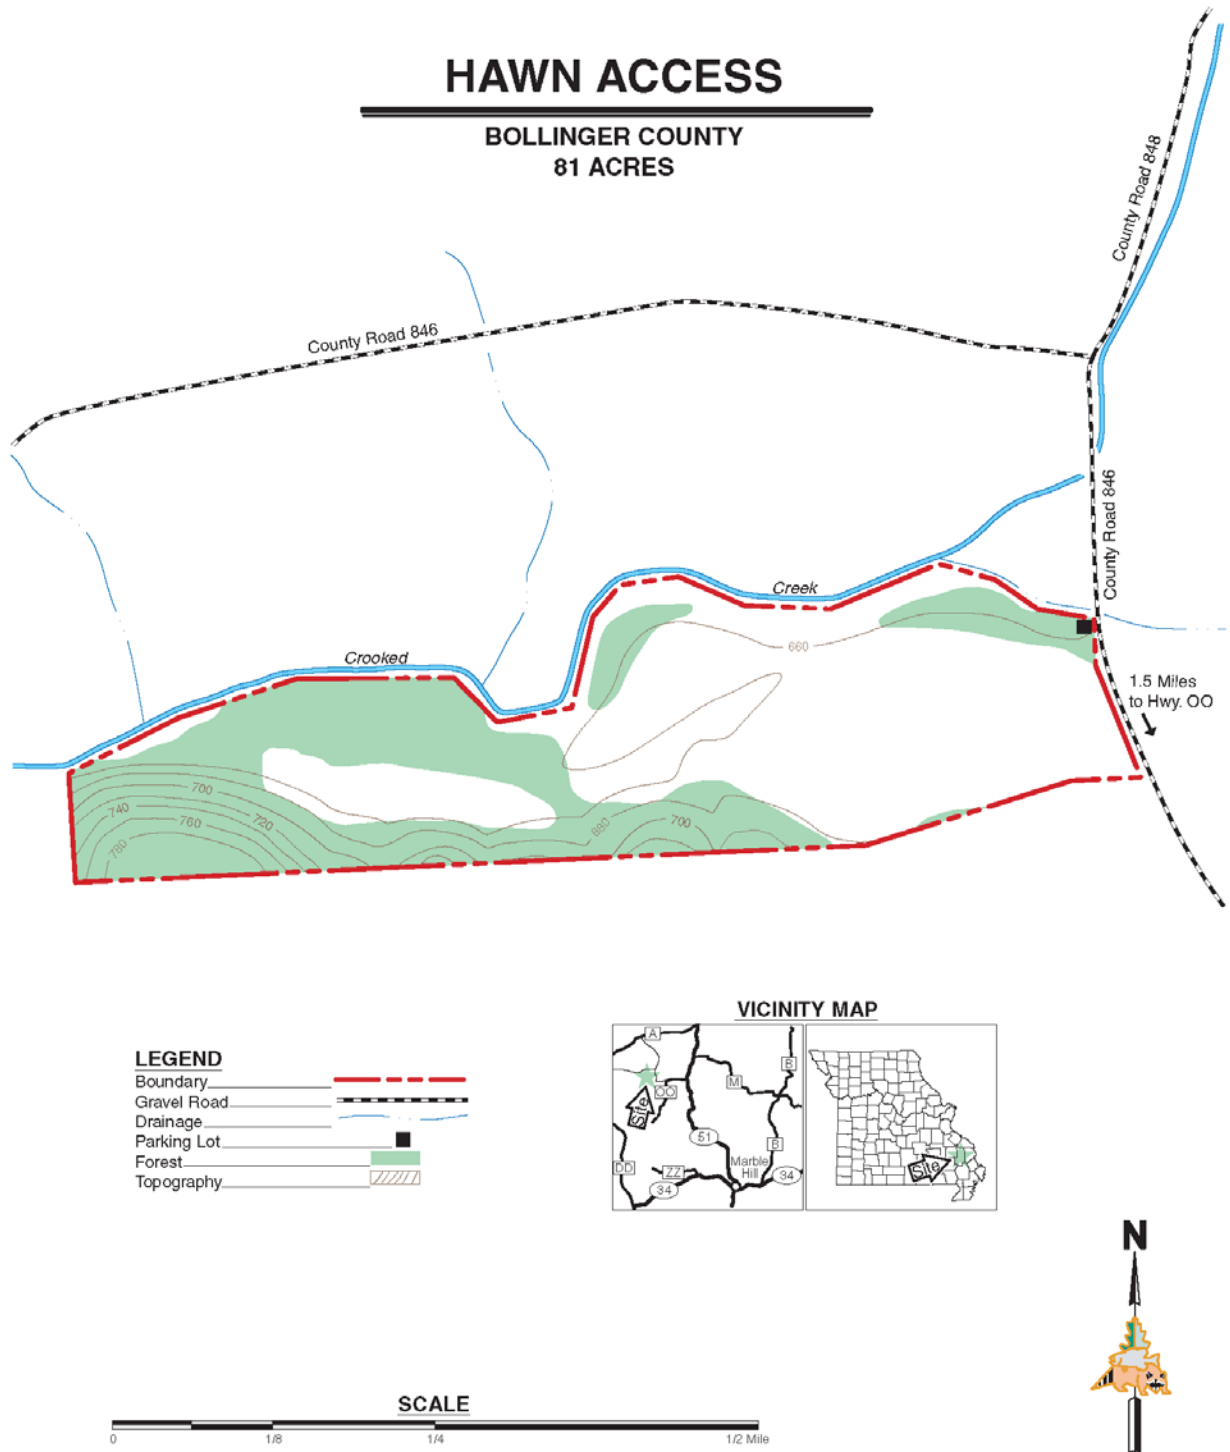 HAWN ACCESS
BOLLINGER COUNTY
81 ACRES
County Road 848
County Road 846
County Road 846
Creek
Crooked
660
1.5 Miles
to Hwy. OO
700
740
720
760
780
680
700
VICINITY MAP
LEGEND
Boundary
Gravel Road
Drainage
Parking Lot
Forest
Topography
A
B
M
OO
Site
51
B
DD
ZZ
Marble
Hill
34
34
Site
N
SCALE
0 1/8 1/4 1/2 Mile